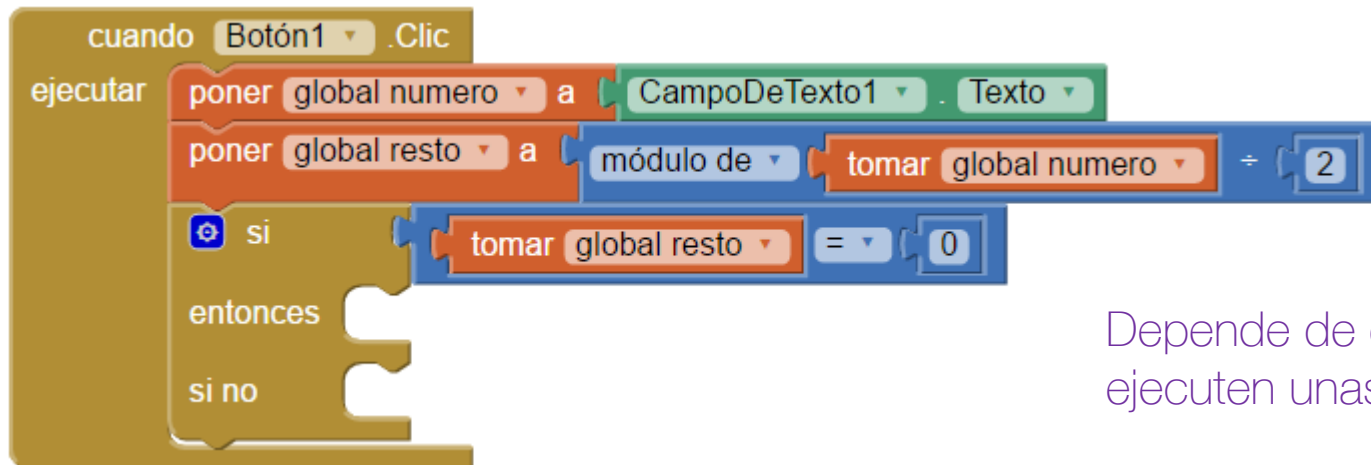 cuando Botón1 .Clic
ejecutar poner global numero a CampoDeTexto1 . Texto
poner global resto a módulo de tomar global numero ÷ 2
si tomar global resto = 0
entonces
si no
Depende de
ejecuten unas